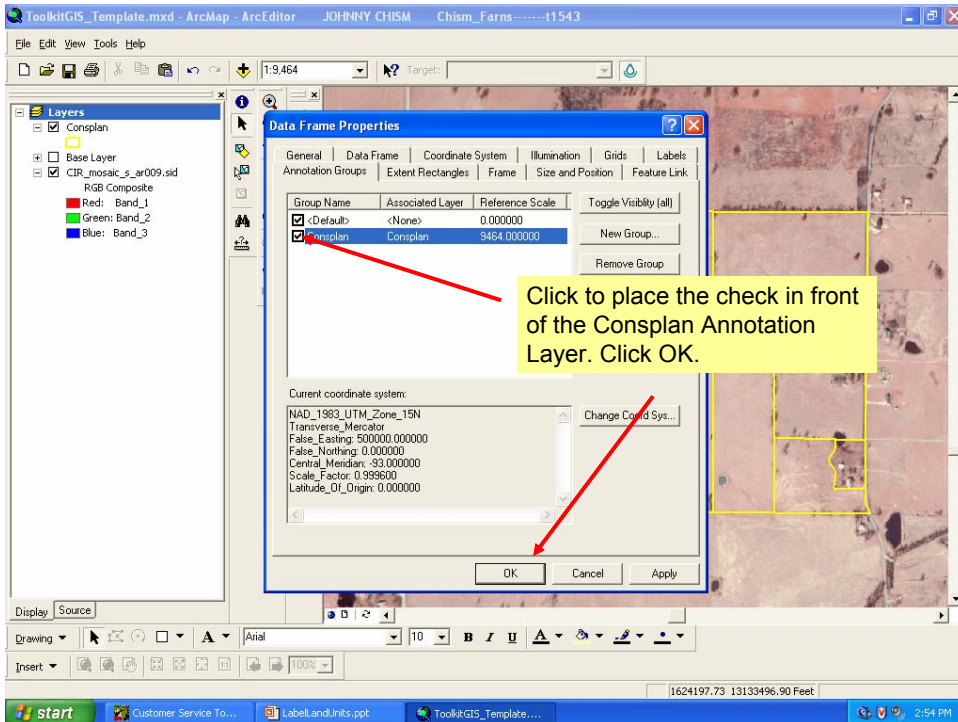 ToolkitGIS_Template.mxd - ArcMap - ArcEditor JOHNNY CHISM Chism_Farns-------t1543
File Edit View Tools Help
1:9,464 Target:
Layers
Consplan
Base Layer
CIR_mosaic_s_ar009.sid
RGB Composite
Red: Band_1
Green: Band_2
Blue: Band_3
Data Frame Properties
General Data Frame Coordinate System Illumination Grids Labels
Annotation Groups Extent Rectangles Frame Size and Position Feature Link
Group Name Associated Layer Reference Scale
<Default> <None> 0.000000
Consplan Consplan 9464.000000
Toggle Visiblity (all)
New Group...
Remove Group
Click to place the check in front
of the Consplan Annotation
Layer. Click OK.
Current coordinate system:
NAD_1983_UTM_Zone_15N
Transverse_Mercator
False_Easting: 500000.000000
False_Northing: 0.000000
Central_Meridian: -93.000000
Scale_Factor: 0.999600
Latitude_Of_Origin: 0.000000
Change Coord Sys...
OK Cancel Apply
Display Source
Drawing A Arial 10 B I U A
Insert 100%
1624197.73 13133496.90 Feet
start Customer Service To... LabelLandUnits.ppt ToolkitGIS_Template.... 2:54 PM